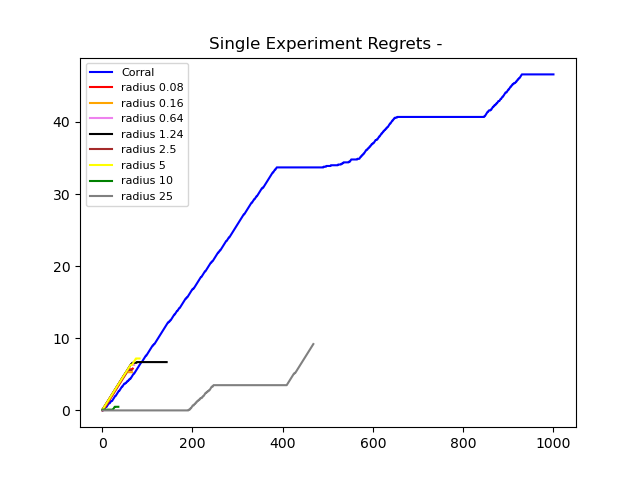 Single Experiment Regrets -
Corral
radius 0.08
radius 0.16
radius 0.64
radius 1.24
radius 2.5
radius 5
radius 10
radius 25
40
30
20
10
0
0 200 400 600 800 1000